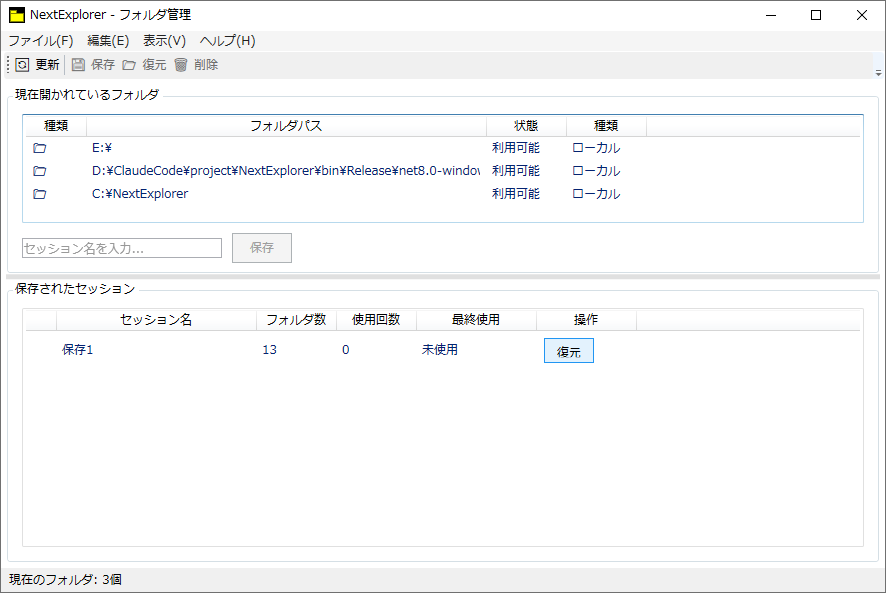 NextExplorer - フォルダ管理
ファイル(F) 編集(E) 表示(V) ヘルプ(H)
更新 保存 復元 削除
現在開かれているフォルダ
種類 フォルダパス 状態 種類
E:¥ 利用可能 ローカル
D:¥ClaudeCode¥project¥NextExplorer¥bin¥Release¥net8.0-window 利用可能 ローカル
C:¥NextExplorer 利用可能 ローカル
セッション名を入力... 保存
保存されたセッション
セッション名 フォルダ数 使用回数 最終使用 操作
保存1 13 0 未使用 復元
現在のフォルダ: 3個